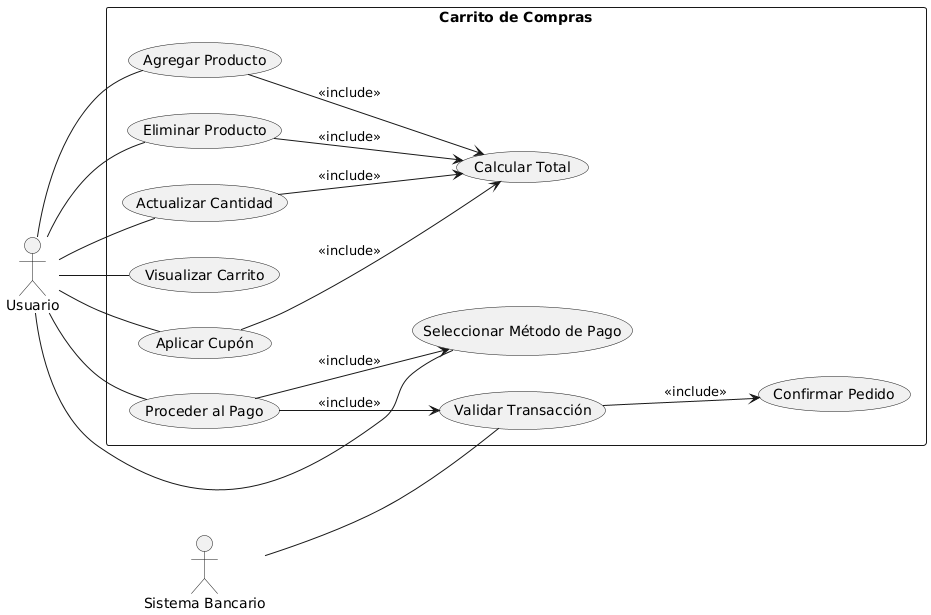 Carrito de Compras
Agregar Producto
«include»
Eliminar Producto
«include»
Calcular Total
«include»
Actualizar Cantidad
«include»
Visualizar Carrito
Usuario
Aplicar Cupón
Seleccionar Método de Pago
«include»
«include»
Confirmar Pedido
Proceder al Pago
«include»
Validar Transacción
Sistema Bancario